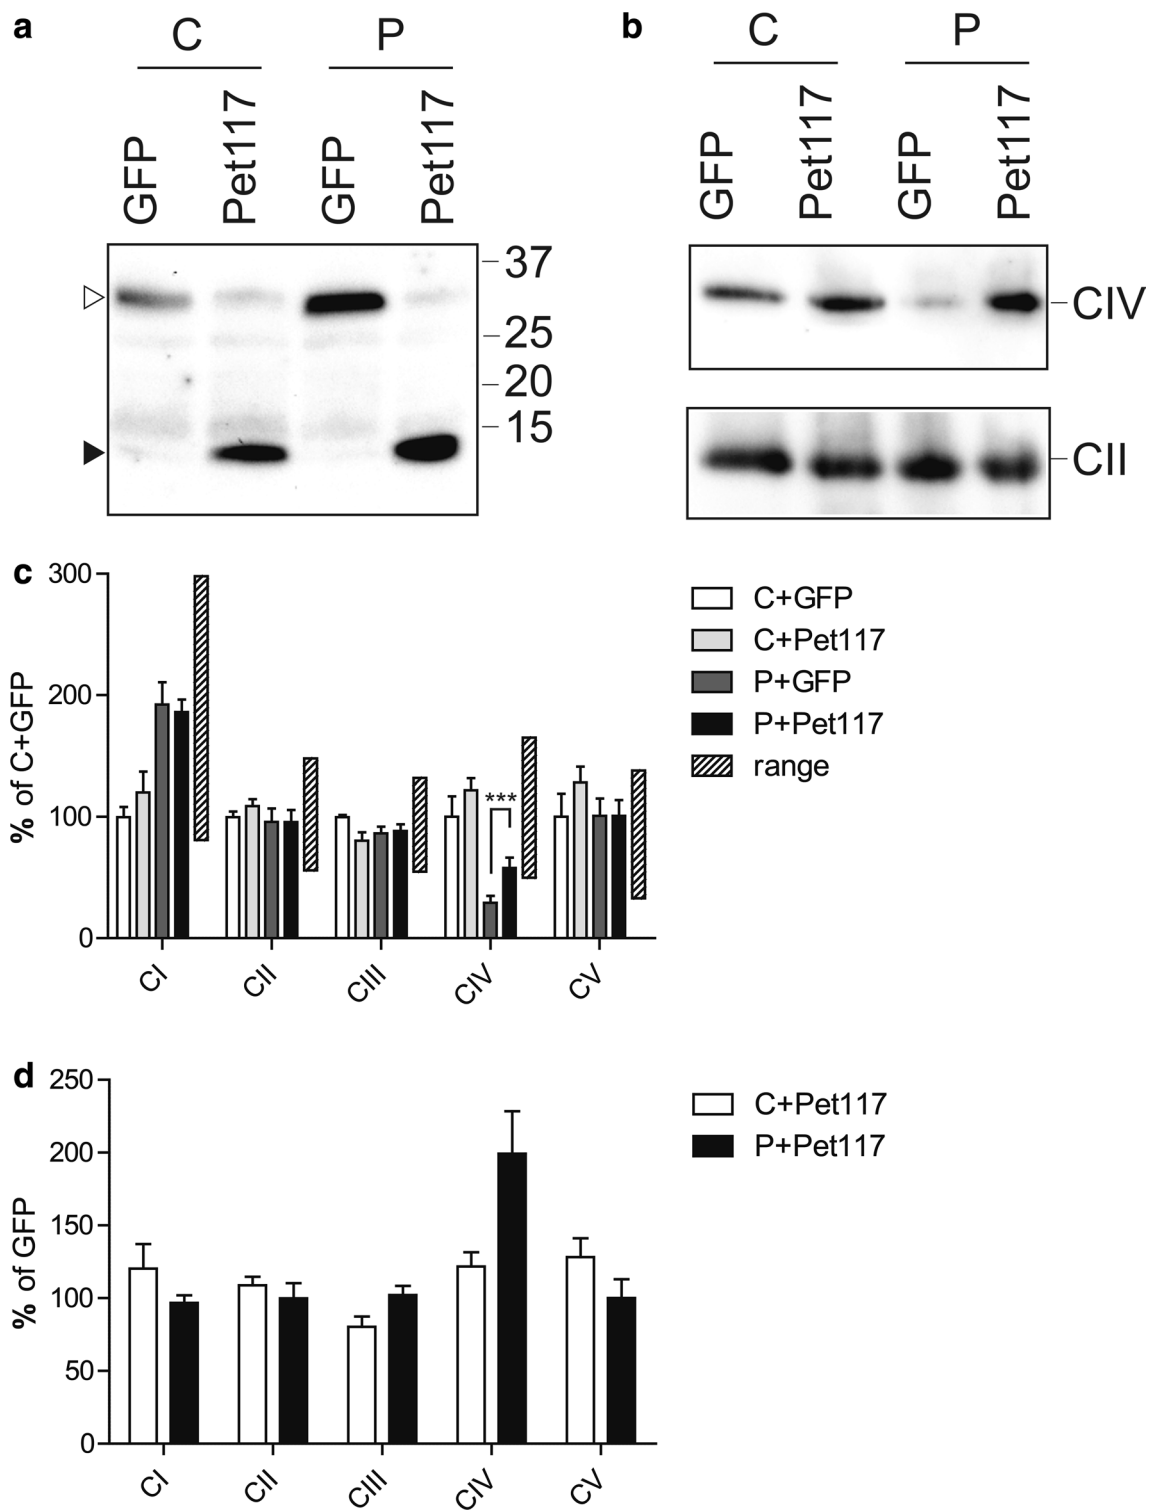 a
C
P
GFP
Pet117
GFP
Pet117
37
25
20
15
b
C
P
GFP
Pet117
GFP
Pet117
CIV
CII
c
% of C+GFP
300
200
100
0
***
CI
CII
CIII
CIV
CV
C+GFP
C+Pet117
P+GFP
P+Pet117
range
d
% of GFP
250
200
150
100
50
0
CI
CII
CIII
CIV
CV
C+Pet117
P+Pet117